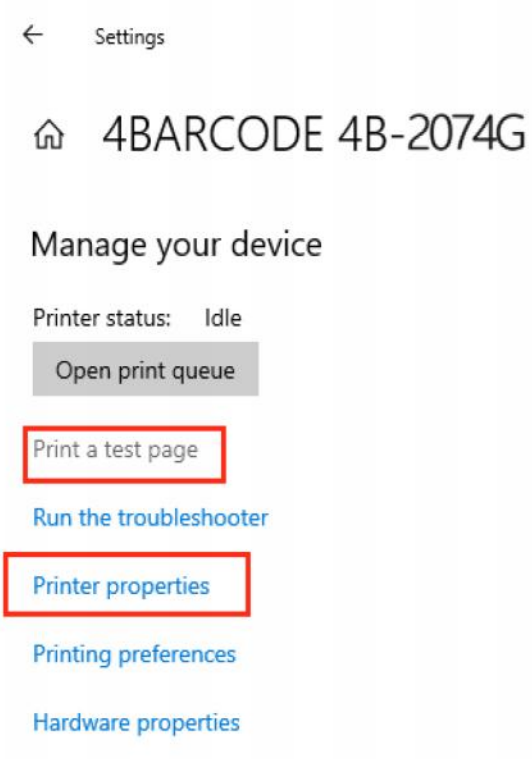 Settings
4BARCODE 4B-2074G
Manage your device
Printer status: Idle
Open print queue
Print a test page
Run the troubleshooter
Printer properties
Printing preferences
Hardware properties